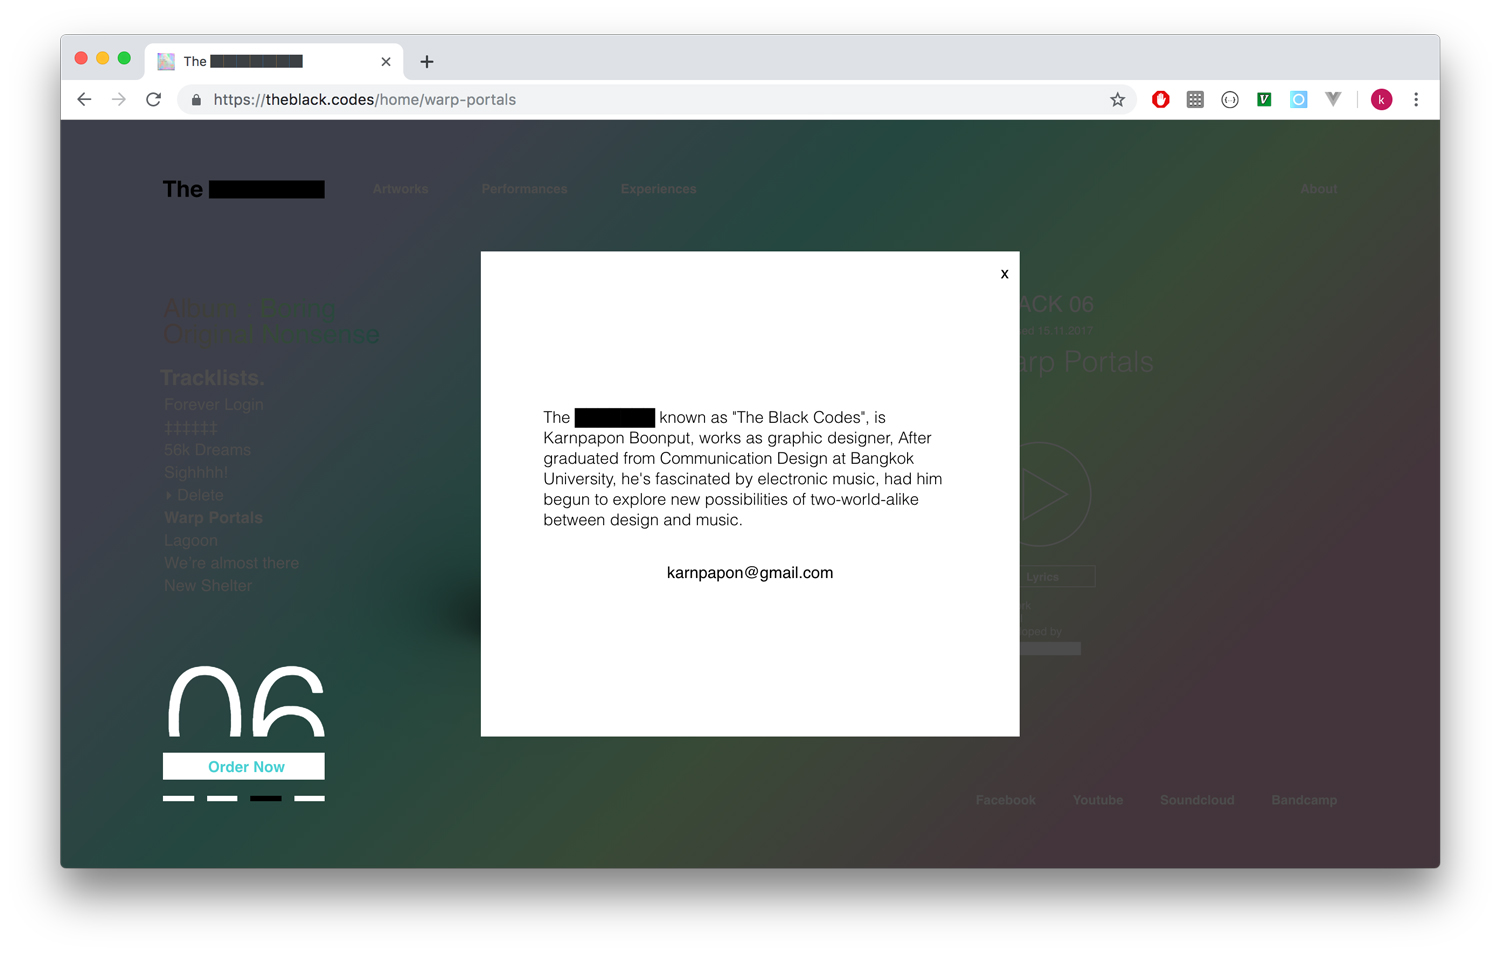 The ██████████
https://theblack.codes/home/warp-portals
k
The ██████████
Artworks
Performances
Experiences
About
x
Album - Boring
Original Nonsense
Tracklists.
Forever Login
‡‡‡‡‡‡
56k Dreams
Sighhhh!
‣ Delete
Warp Portals
Lagoon
We're almost there
New Shelter
ACK 06
ed 15.11.2017
arp Portals
The ███████ known as "The Black Codes", is
Karnpapon Boonput, works as graphic designer, After
graduated from Communication Design at Bangkok
University, he's fascinated by electronic music, had him
begun to explore new possibilities of two-world-alike
between design and music.
karnpapon@gmail.com
Lyrics
oped by
06
Order Now
Facebook
Youtube
Soundcloud
Bandcamp